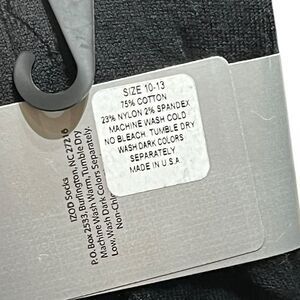 SIZE 10-13
75% COTTON
23% NYLON 2% SPANDEX
MACHINE WASH COLD
NO BLEACH. TUMBLE DRY
WASH DARK COLORS
SEPARATELY
MADE IN U.S.A
IZOD Socks
P.O. Box 2533, Burlington, NC 27216
Machine Wash Warm, Tumble Dry
Low, Wash Dark Colors Separately.